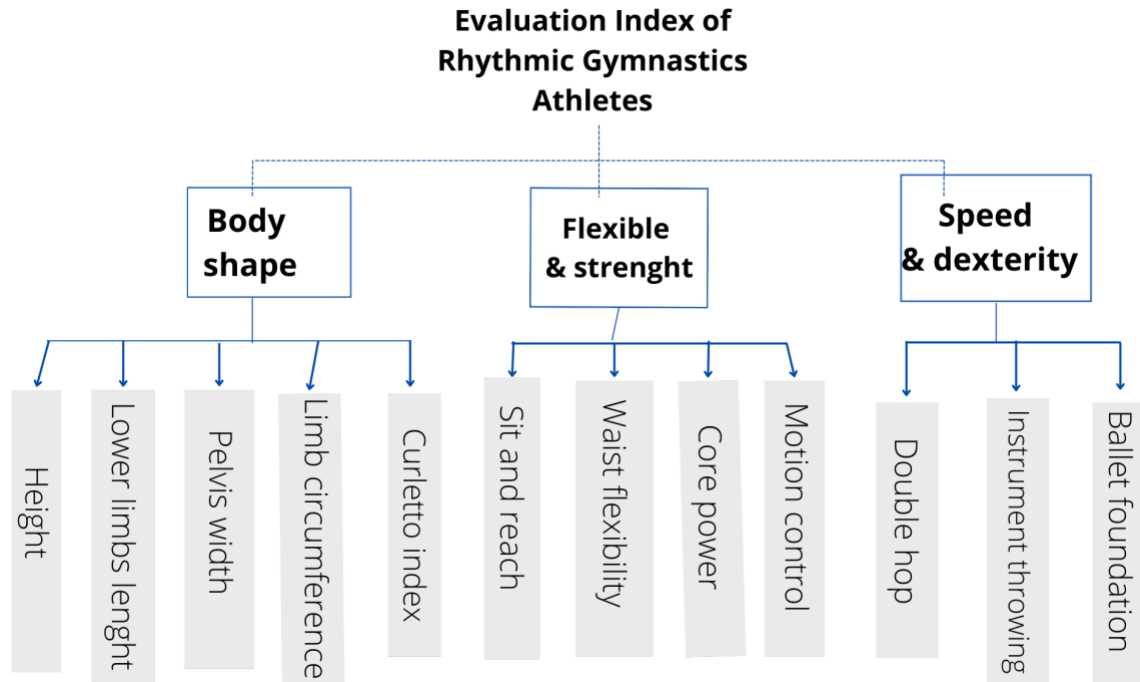 Evaluation Index of
Rhythmic Gymnastics
Athletes
Body
shape
Flexible
& strenght
Speed
& dexterity
Height
Lower limbs lenght
Pelvis width
Limb circumference
Curletto index
Sit and reach
Waist flexibility
Core power
Motion control
Double hop
Instrument throwing
Ballet foundation